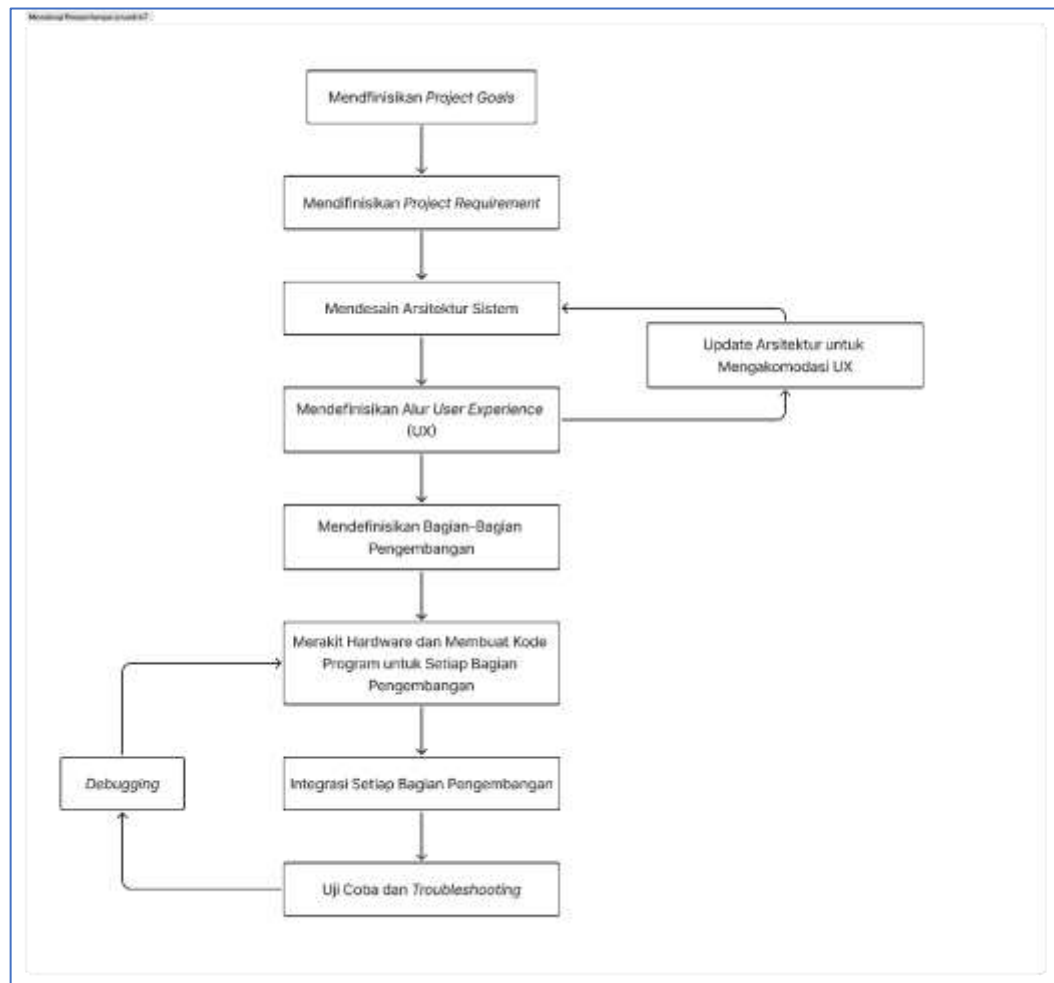 Mendfinisikan Project Goals
Mendifinisikan Project Requirement
Mendesain Arsitektur Sistem
Update Arsitektur untuk
Mengakomodasi UX
Mendefinisikan Alur User Experience
(UX)
Mendefinisikan Bagian-Bagian
Pengembangan
Merakit Hardware dan Membuat Kode
Program untuk Setiap Bagian
Pengembangan
Debugging
Integrasi Setiap Bagian Pengembangan
Uji Coba dan Troubleshooting